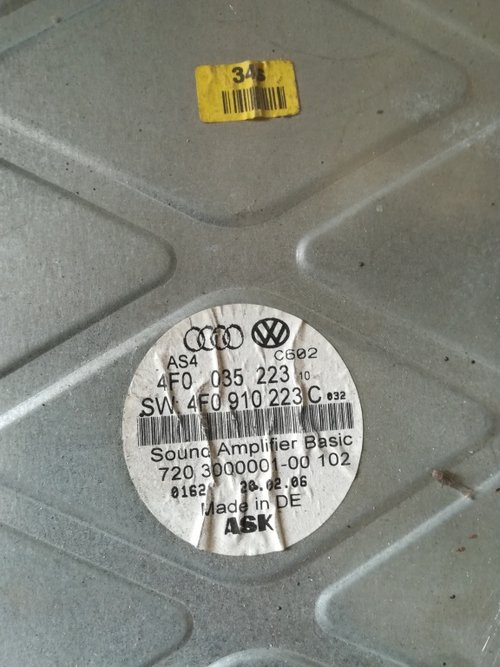 348
AS4 C602
4F0 035 223 10
SW: 4F0 910 223 C 032
Sound Amplifier Basic
720 3000001-00 102
0162 20.02.06
Made in DE
ASK